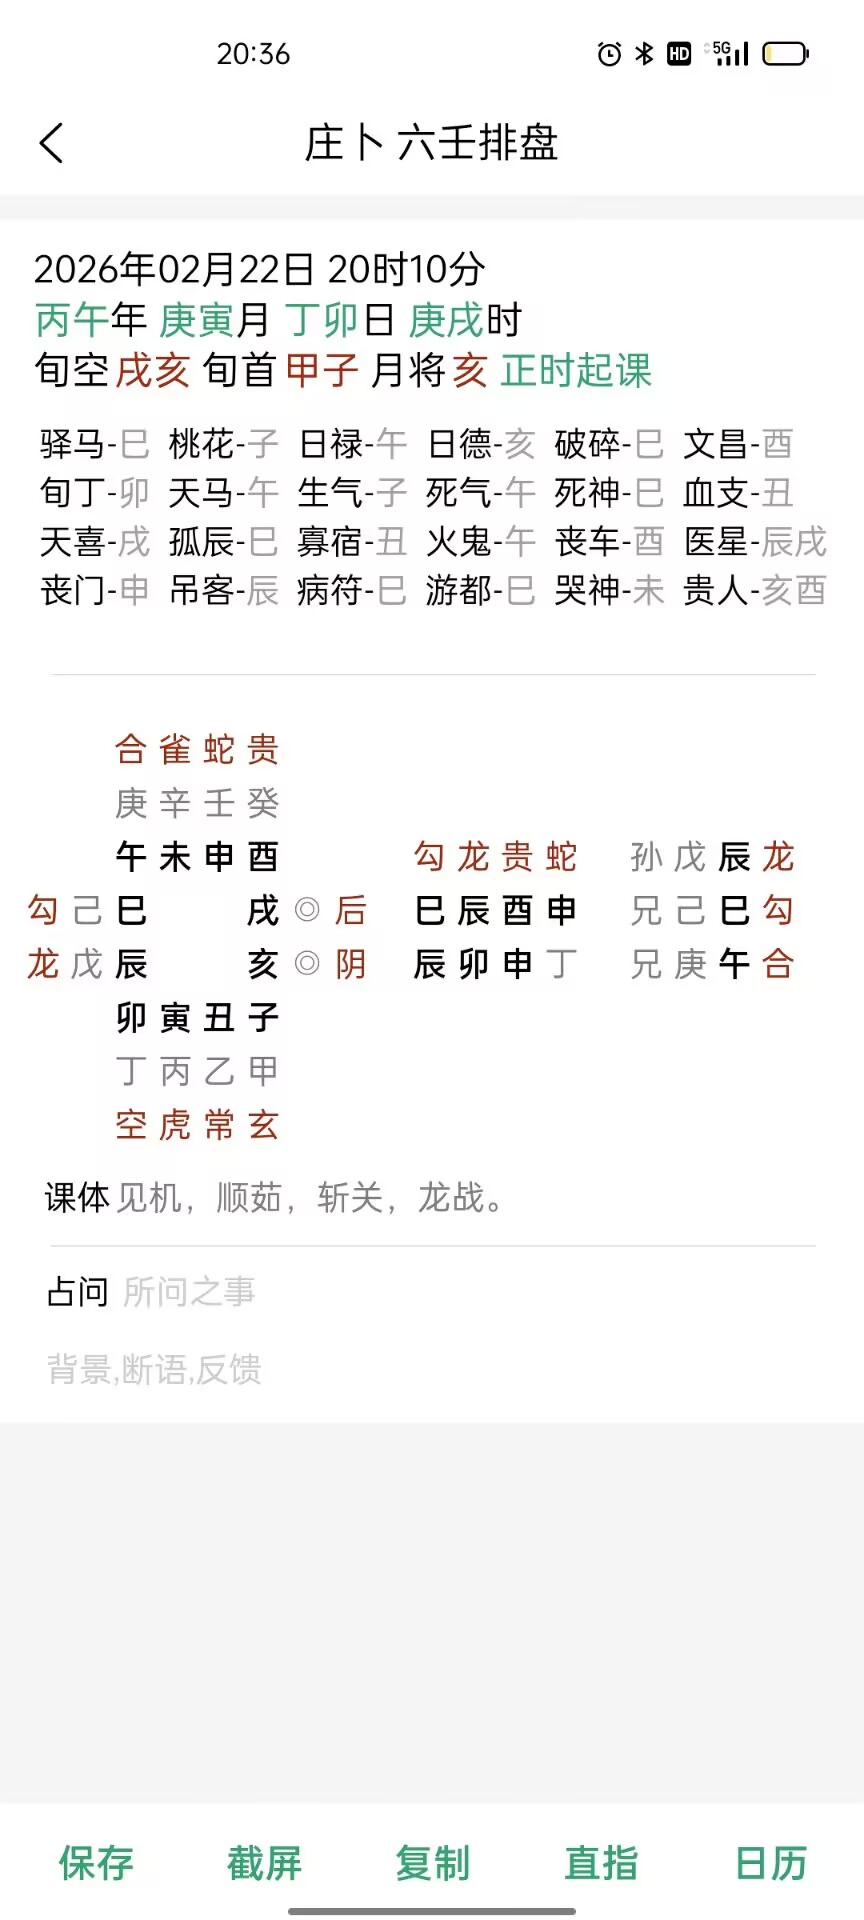 20:36 HD 5G
庄卜 六壬排盘
2026年02月22日 20时10分
丙午年 庚寅月 丁卯日 庚戌时
旬空戌亥 旬首甲子 月将亥 正时起课
驿马-巳 桃花-子 日禄-午 日德-亥 破碎-巳 文昌-酉
旬丁-卯 天马-午 生气-子 死气-午 死神-巳 血支-丑
天喜-戌 孤辰-巳 寡宿-丑 火鬼-午 丧车-酉 医星-辰戌
丧门-申 吊客-辰 病符-巳 游都-巳 哭神-未 贵人-亥酉
合 雀 蛇 贵
庚 辛 壬 癸
午 未 申 酉 勾 龙 贵 蛇 孙 戊 辰 龙
勾 己 巳 戌 ◎ 后 巳 辰 酉 申 兄 己 巳 勾
龙 戊 辰 亥 ◎ 阴 辰 卯 申 丁 兄 庚 午 合
卯 寅 丑 子
丁 丙 乙 甲
空 虎 常 玄
课体 见机，顺茹，斩关，龙战。
占问 所问之事
背景,断语,反馈
保存 截屏 复制 直指 日历